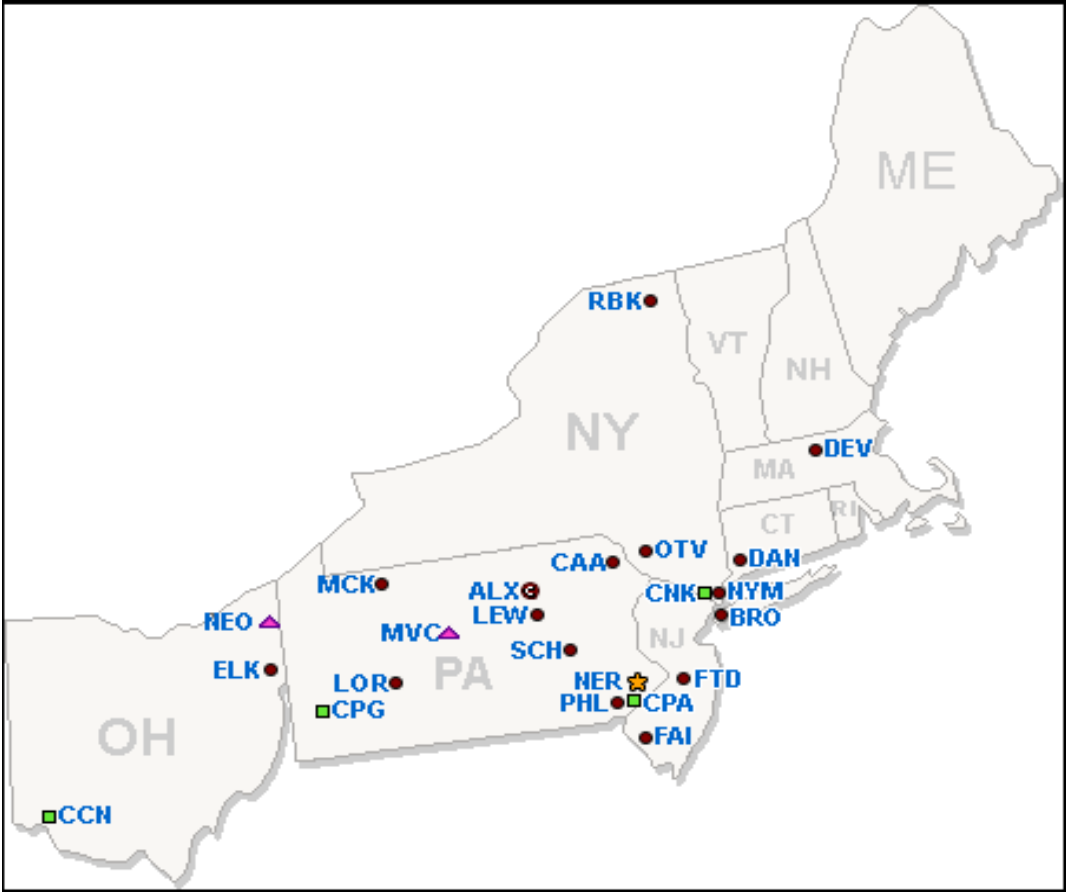 ME
RBK
VT
NH
NY
DEV
MA
RI
CT
OTV
CAA
DAN
MCK
ALX
CNK
NYM
LEW
BRO
NEO
MVC
NJ
SCH
ELK
PA
LOR
NER
FTD
CPG
PHL
CPA
OH
FAI
CCN